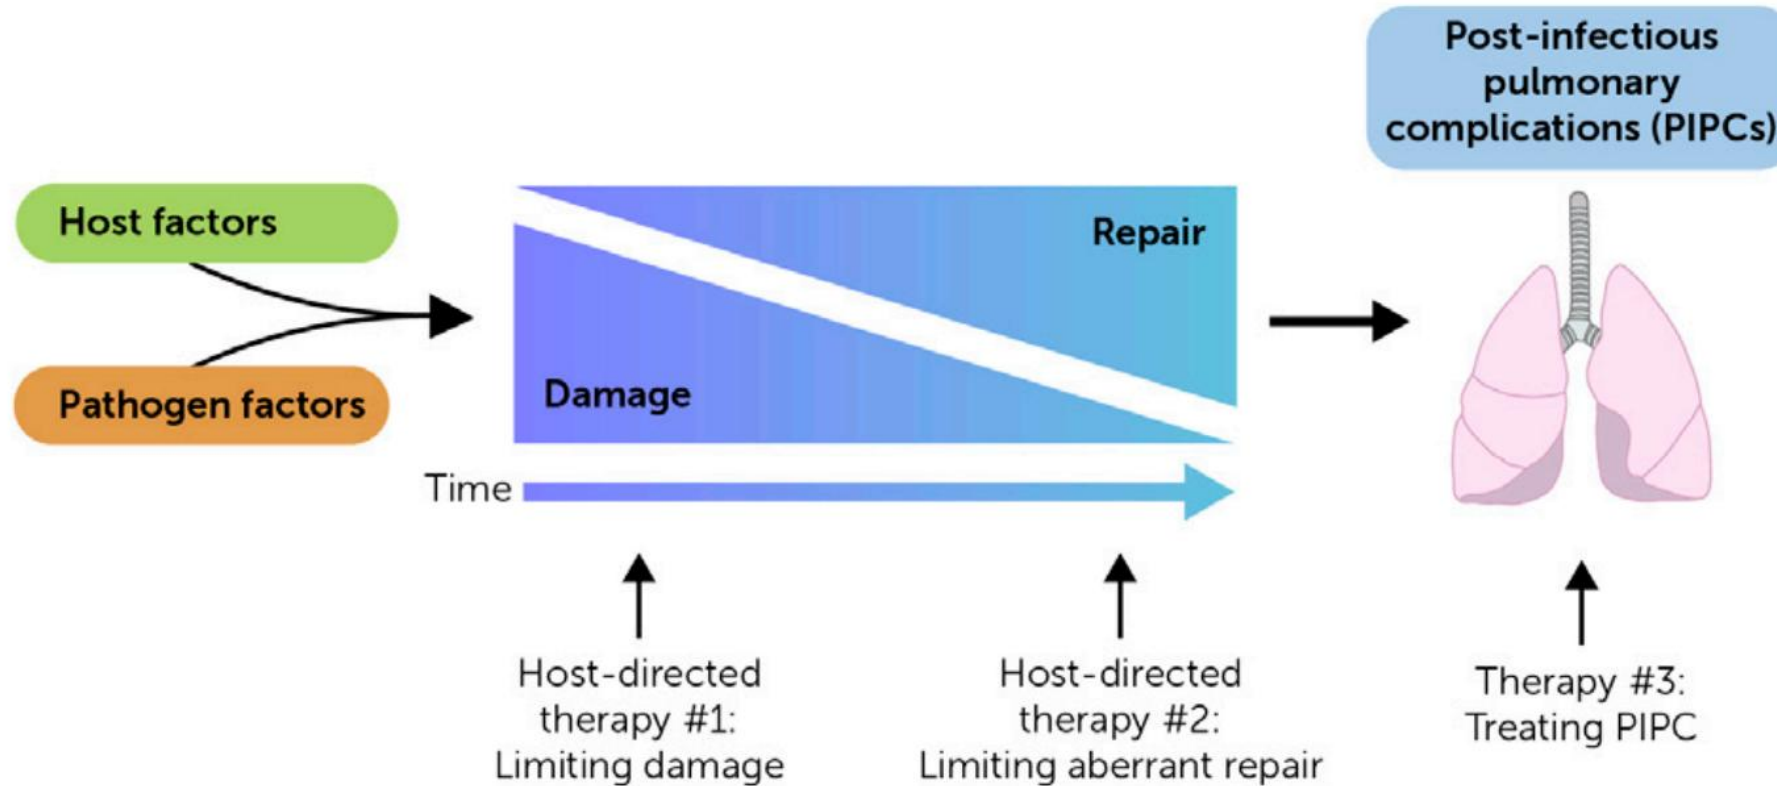 Post-infectious
pulmonary
complications (PIPCs)
Host factors
Pathogen factors
Repair
Damage
Time
Host-directed
therapy #1:
Limiting damage
Host-directed
therapy #2:
Limiting aberrant repair
Therapy #3:
Treating PIPC